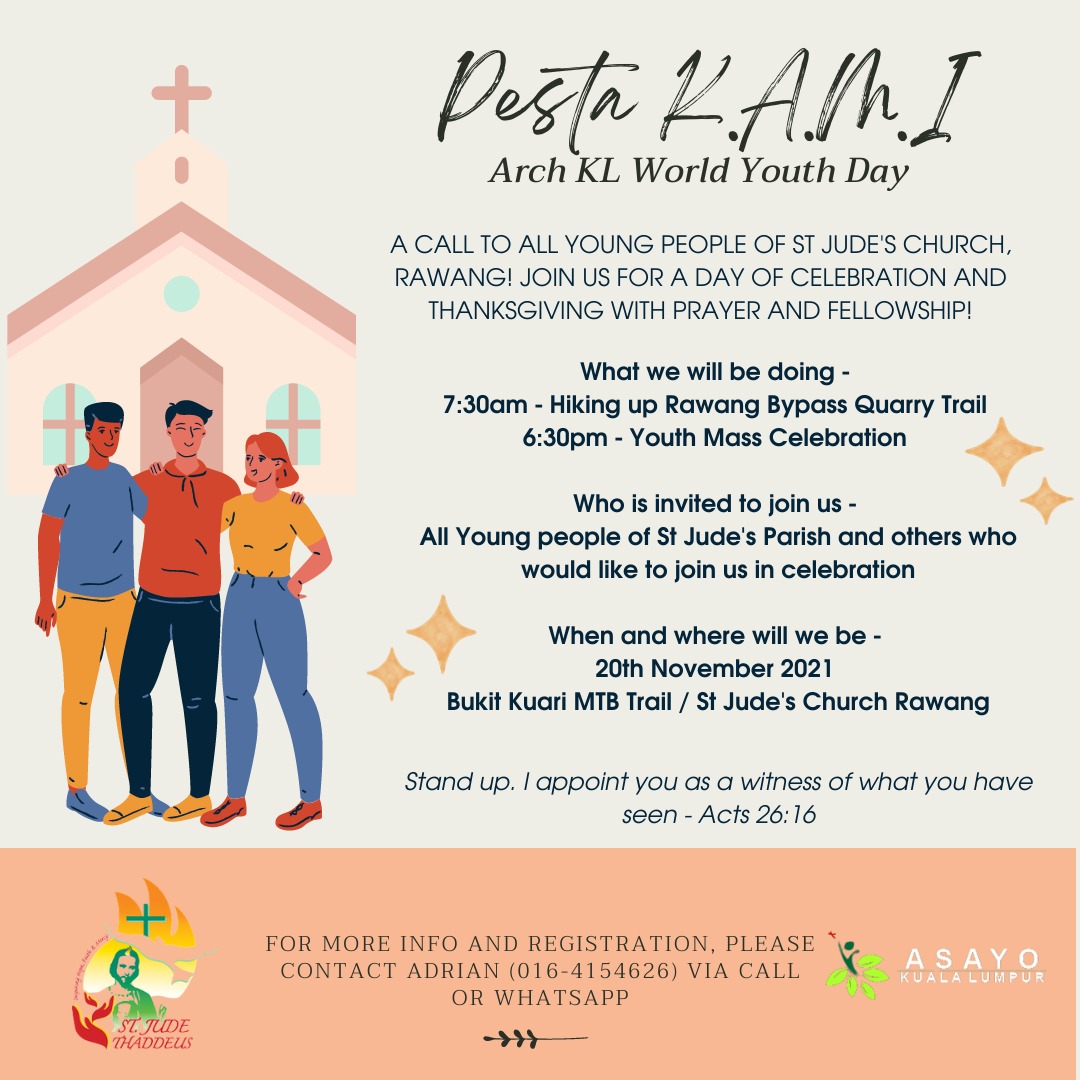 Pesta K.A.M.I
Arch KL World Youth Day
A CALL TO ALL YOUNG PEOPLE OF ST JUDE'S CHURCH,
RAWANG! JOIN US FOR A DAY OF CELEBRATION AND
THANKSGIVING WITH PRAYER AND FELLOWSHIP!
What we will be doing -
7:30am - Hiking up Rawang Bypass Quarry Trail
6:30pm - Youth Mass Celebration
Who is invited to join us -
All Young people of St Jude's Parish and others who
would like to join us in celebration
When and where will we be -
20th November 2021
Bukit Kuari MTB Trail / St Jude's Church Rawang
Stand up. I appoint you as a witness of what you have
seen - Acts 26:16
FOR MORE INFO AND REGISTRATION, PLEASE
CONTACT ADRIAN (016-4154626) VIA CALL
OR WHATSAPP
ST. JUDE
THADDEUS
ASAYO
KUALA LUMPUR